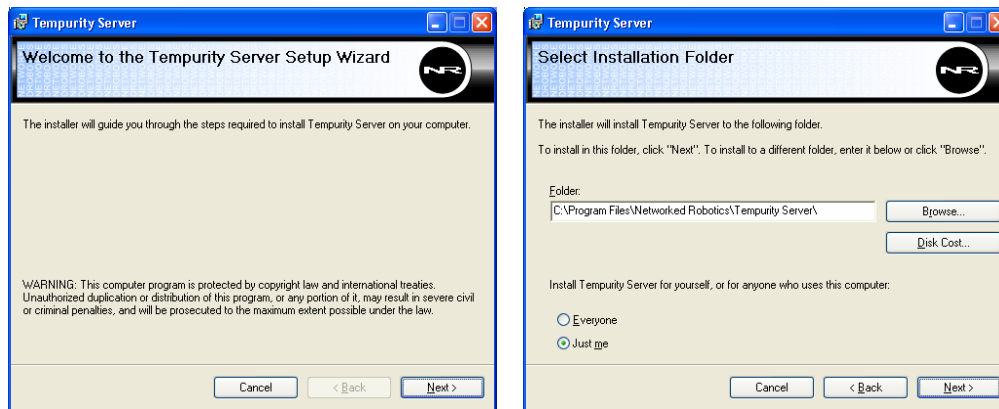 Tempurity Server
Welcome to the Tempurity Server Setup Wizard
NR
The installer will guide you through the steps required to install Tempurity Server on your computer.
WARNING: This computer program is protected by copyright law and international treaties.
Unauthorized duplication or distribution of this program, or any portion of it, may result in severe civil
or criminal penalties, and will be prosecuted to the maximum extent possible under the law.
Cancel
< Back
Next >
Tempurity Server
Select Installation Folder
NR
The installer will install Tempurity Server to the following folder.
To install in this folder, click "Next". To install to a different folder, enter it below or click "Browse".
Folder:
C:\Program Files\Networked Robotics\Tempurity Server\
Browse...
Disk Cost...
Install Tempurity Server for yourself, or for anyone who uses this computer:
Everyone
Just me
Cancel
< Back
Next >